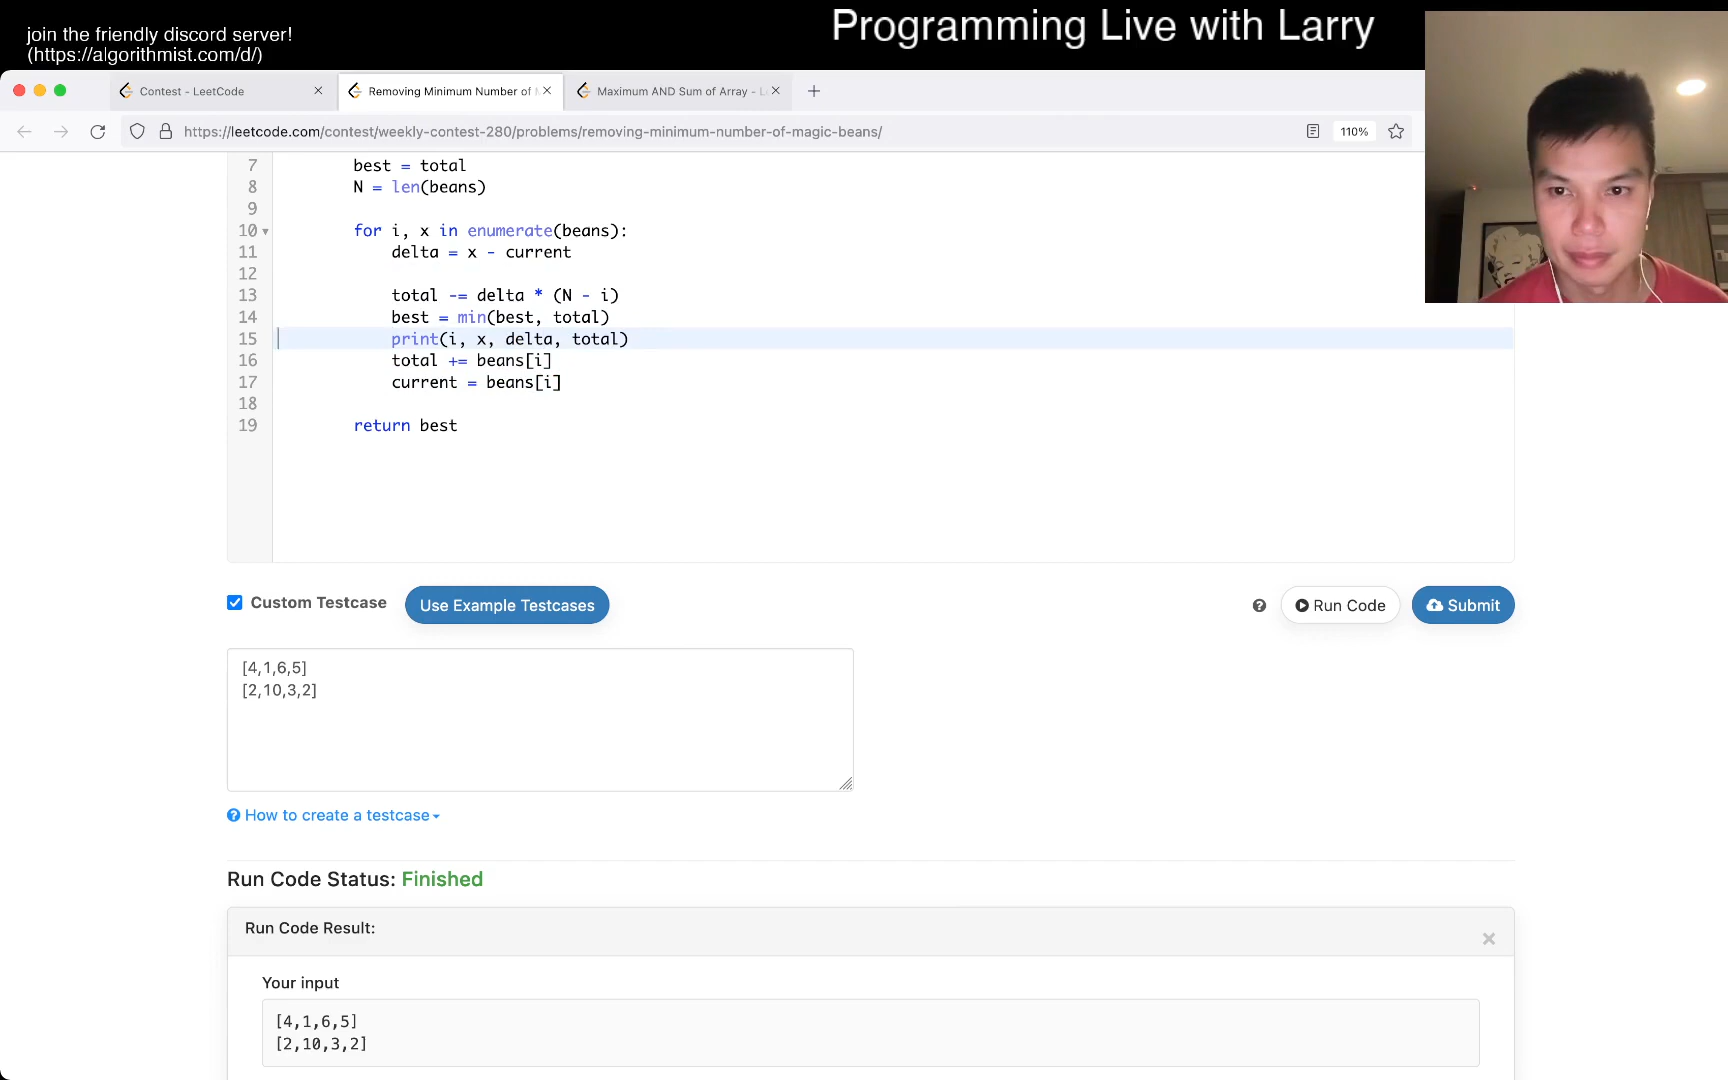 join the friendly discord server!
(https://algorithmist.com/d/)
Programming Live with Larry
Contest - LeetCode
Removing Minimum Number of
Maximum AND Sum of Array -
https://leetcode.com/contest/weekly-contest-280/problems/removing-minimum-number-of-magic-beans/
110%
7 best = total
8 N = len(beans)
9
10 for i, x in enumerate(beans):
11 delta = x - current
12
13 total -= delta * (N - i)
14 best = min(best, total)
15 print(i, x, delta, total)
16 total += beans[i]
17 current = beans[i]
18
19 return best
Custom Testcase
Use Example Testcases
Run Code
Submit
[4,1,6,5]
[2,10,3,2]
How to create a testcase
Run Code Status: Finished
Run Code Result:
Your input
[4,1,6,5]
[2,10,3,2]